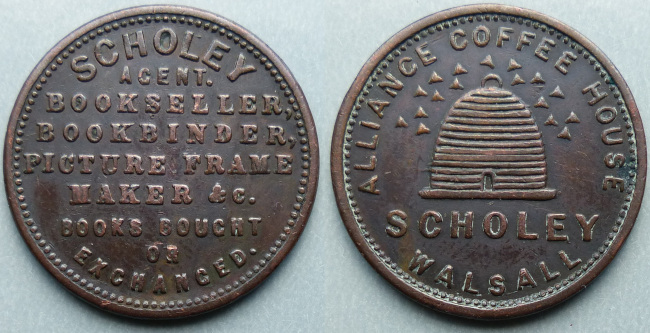 SCHOLEY
AGENT.
BOOKSELLER,
BOOKBINDER,
PICTURE FRAME
MAKER &c.
BOOKS BOUGHT
OR
EXCHANGED.
ALLIANCE COFFEE HOUSE
SCHOLEY
WALSALL